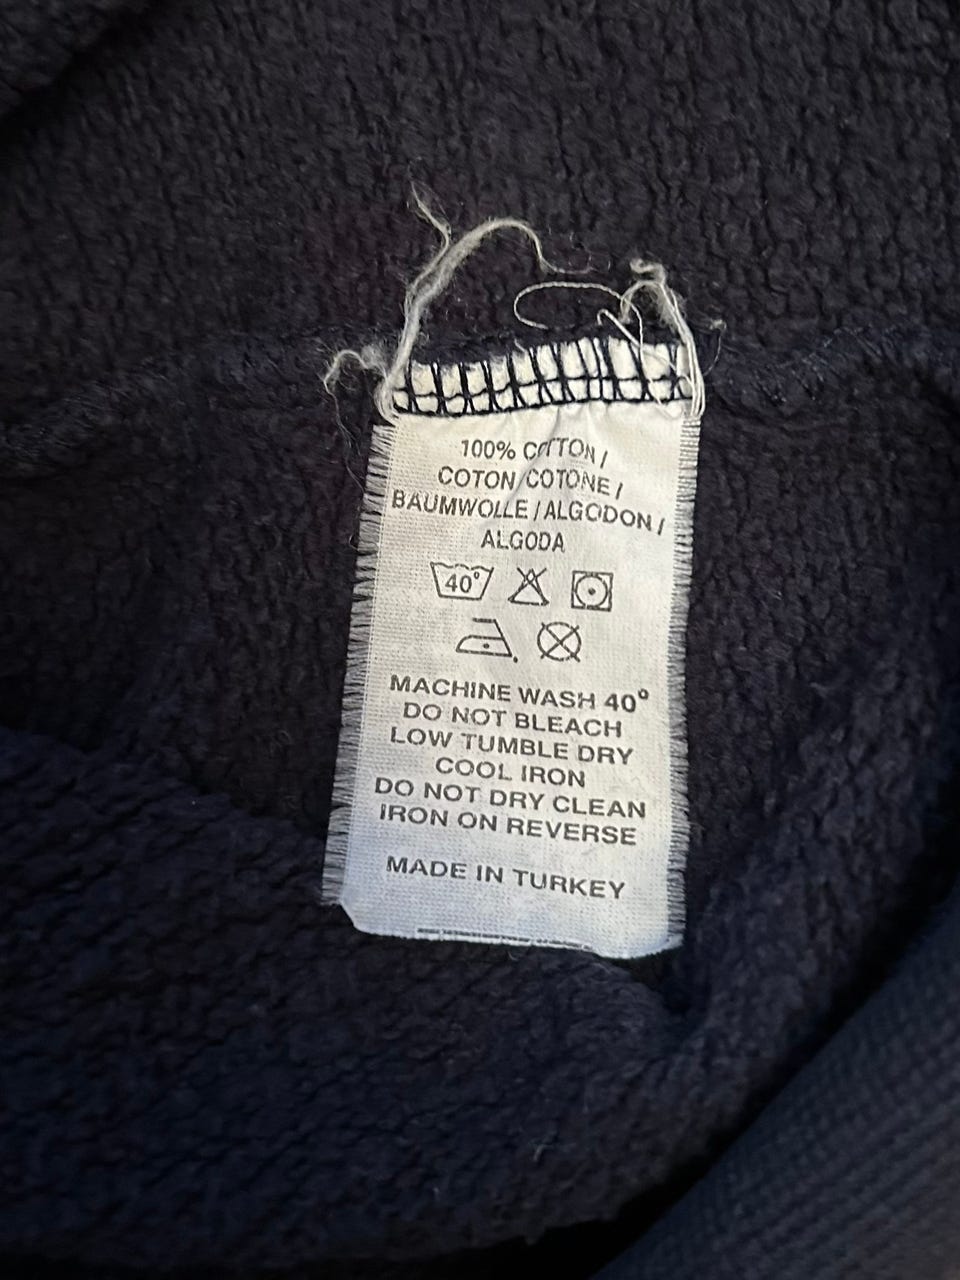 100% COTTON /
COTON/COTONE /
BAUMWOLLE / ALGODON /
ALGODA
40°
MACHINE WASH 40°
DO NOT BLEACH
LOW TUMBLE DRY
COOL IRON
DO NOT DRY CLEAN
IRON ON REVERSE
MADE IN TURKEY